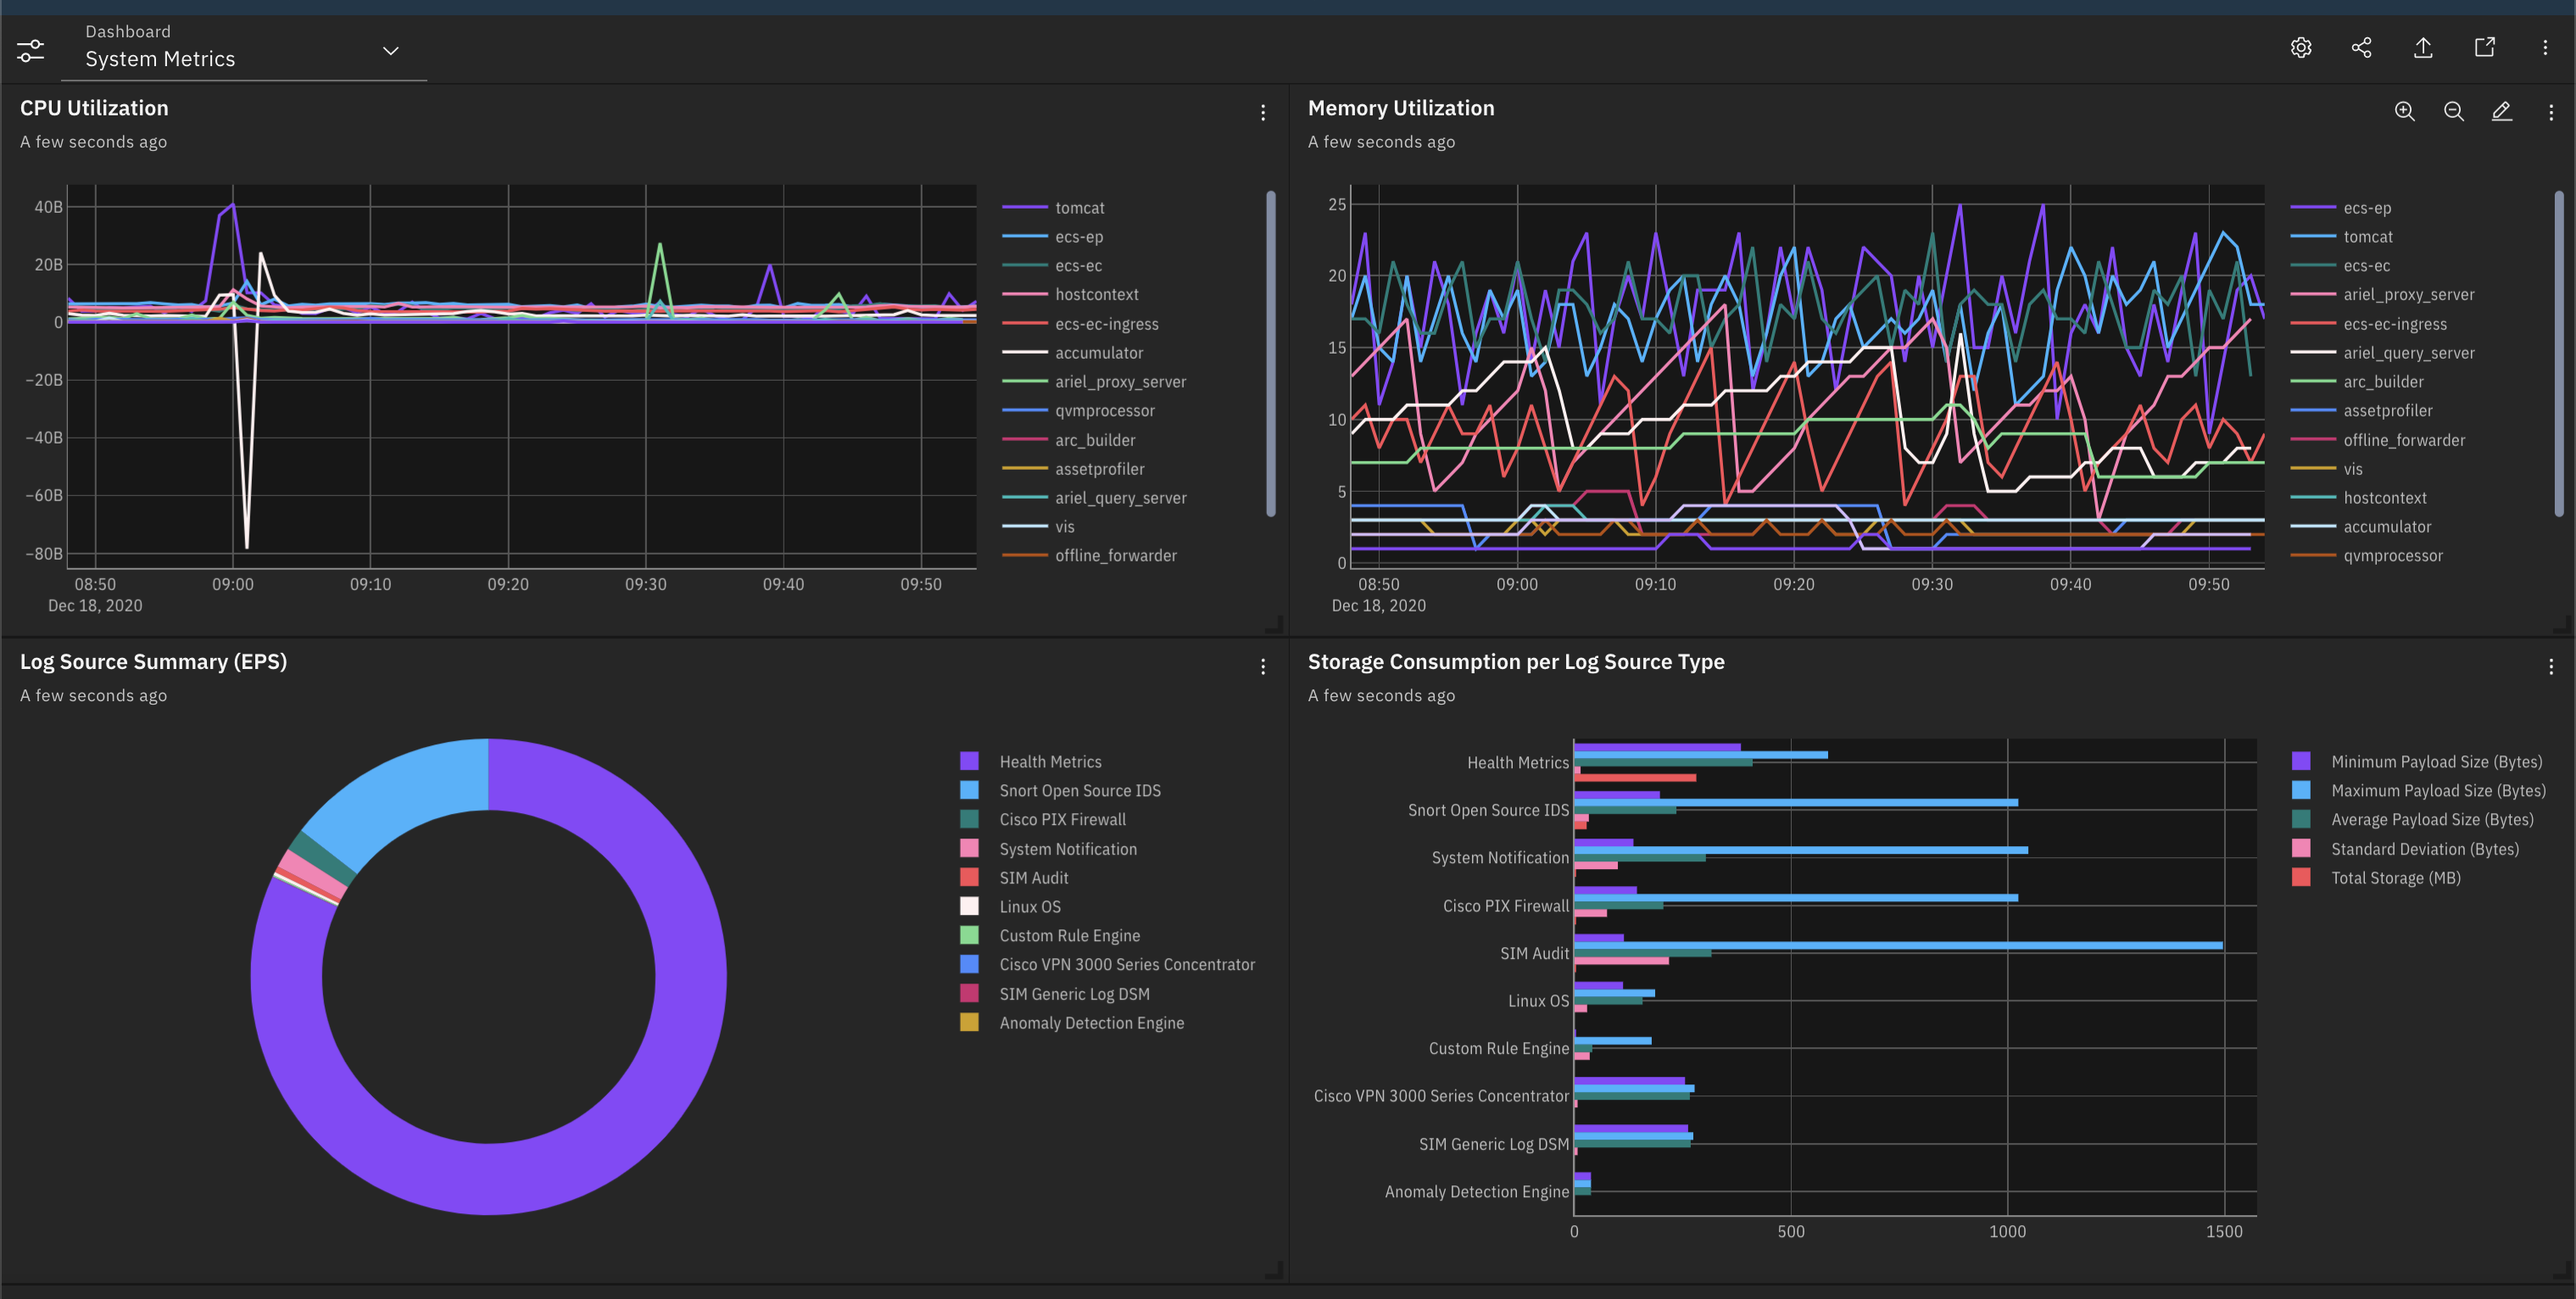 Dashboard
System Metrics
CPU Utilization
A few seconds ago
40B
20B
0
−20B
−40B
−60B
−80B
08:50 09:00 09:10 09:20 09:30 09:40 09:50
Dec 18, 2020
tomcat
ecs-ep
ecs-ec
hostcontext
ecs-ec-ingress
accumulator
ariel_proxy_server
qvmprocessor
arc_builder
assetprofiler
ariel_query_server
vis
offline_forwarder
Memory Utilization
A few seconds ago
25
20
15
10
5
0
08:50 09:00 09:10 09:20 09:30 09:40 09:50
Dec 18, 2020
ecs-ep
tomcat
ecs-ec
ariel_proxy_server
ecs-ec-ingress
ariel_query_server
arc_builder
assetprofiler
offline_forwarder
vis
hostcontext
accumulator
qvmprocessor
Log Source Summary (EPS)
A few seconds ago
Health Metrics
Snort Open Source IDS
Cisco PIX Firewall
System Notification
SIM Audit
Linux OS
Custom Rule Engine
Cisco VPN 3000 Series Concentrator
SIM Generic Log DSM
Anomaly Detection Engine
Storage Consumption per Log Source Type
A few seconds ago
Health Metrics
Snort Open Source IDS
System Notification
Cisco PIX Firewall
SIM Audit
Linux OS
Custom Rule Engine
Cisco VPN 3000 Series Concentrator
SIM Generic Log DSM
Anomaly Detection Engine
0 500 1000 1500
Minimum Payload Size (Bytes)
Maximum Payload Size (Bytes)
Average Payload Size (Bytes)
Standard Deviation (Bytes)
Total Storage (MB)